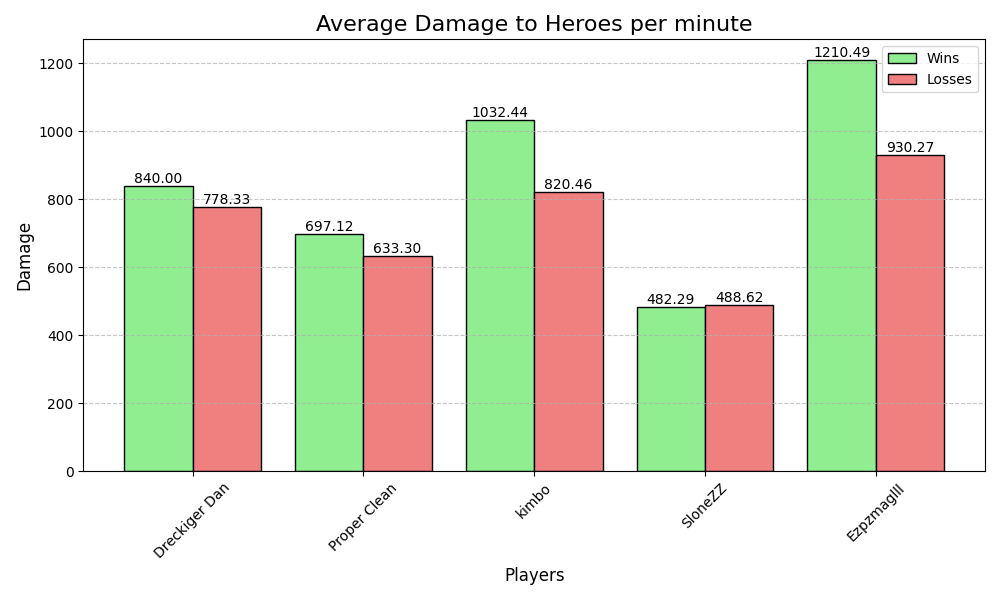 Average Damage to Heroes per minute
Wins
Losses
Damage
1200
1000
800
600
400
200
0
840.00
778.33
697.12
633.30
1032.44
820.46
482.29
488.62
1210.49
930.27
Dreckiger Dan
Proper Clean
kimbo
SloneZZ
EzpzmagIII
Players